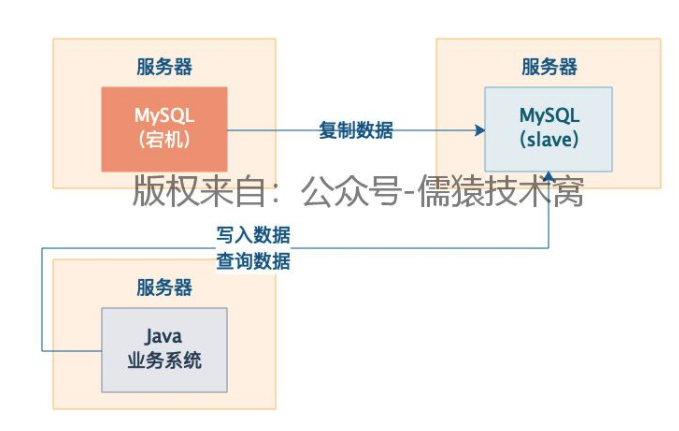 服务器
MySQL
（宕机）
复制数据
服务器
MySQL
（slave）
版权来自：公众号-儒猿技术窝
写入数据
查询数据
服务器
Java
业务系统